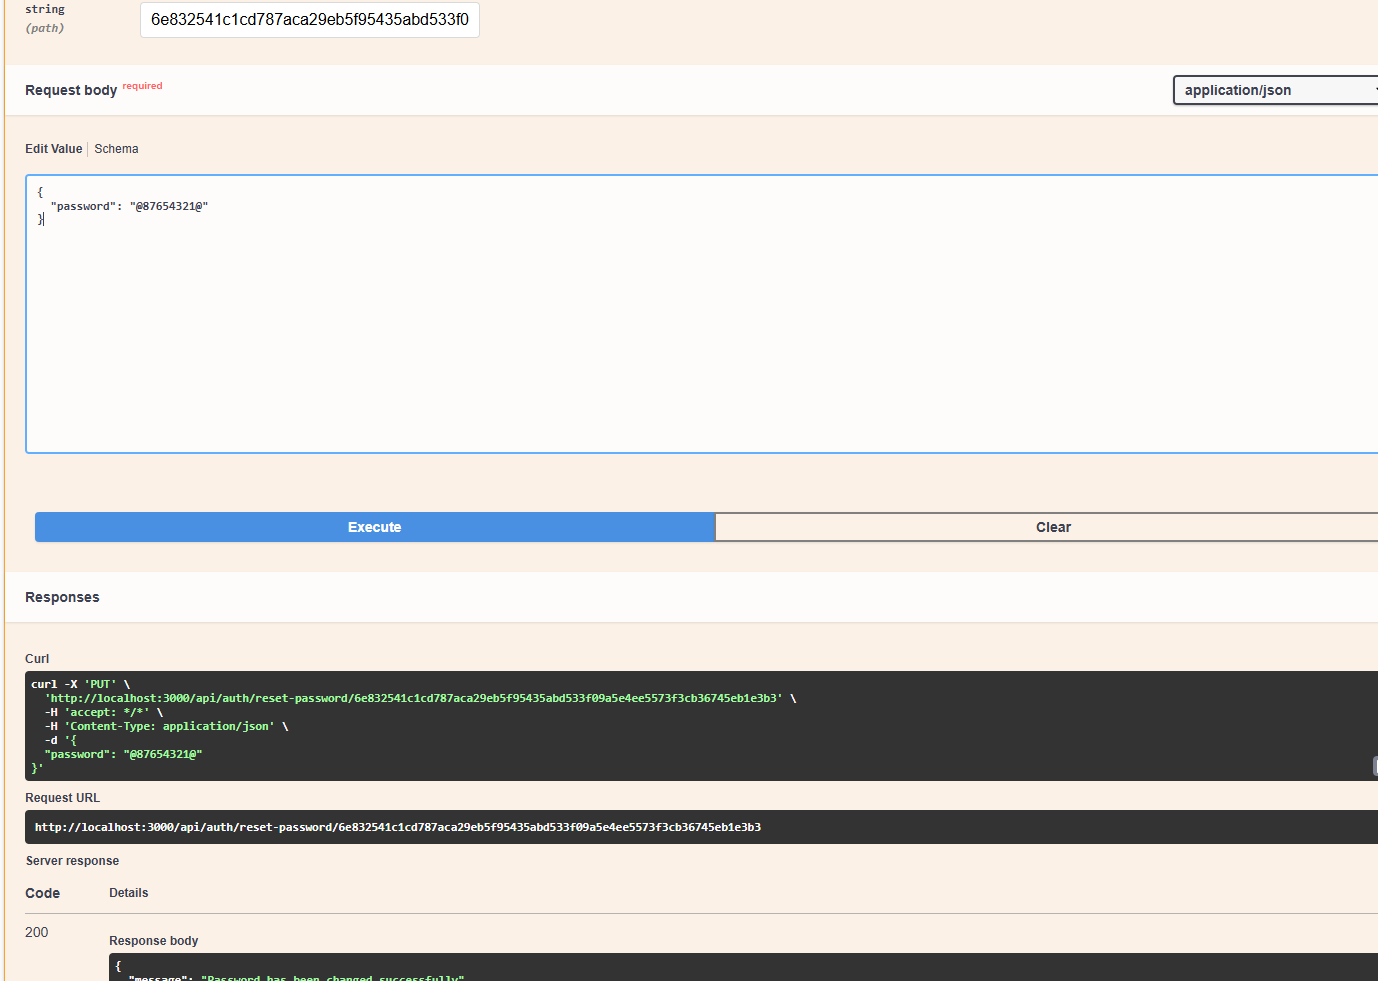 string
(path)
6e832541c1cd787aca29eb5f95435abd533f0
Request body required
application/json
Edit Value | Schema
{
"password": "@87654321@"
}
Execute
Clear
Responses
Curl
curl -X 'PUT' \
'http://localhost:3000/api/auth/reset-password/6e832541c1cd787aca29eb5f95435abd533f09a5e4ee5573f3cb36745eb1e3b3' \
-H 'accept: */*' \
-H 'Content-Type: application/json' \
-d '{
"password": "@87654321@"
}'
Request URL
http://localhost:3000/api/auth/reset-password/6e832541c1cd787aca29eb5f95435abd533f09a5e4ee5573f3cb36745eb1e3b3
Server response
Code Details
200
Response body
{
"message": "Password has been changed successfully"